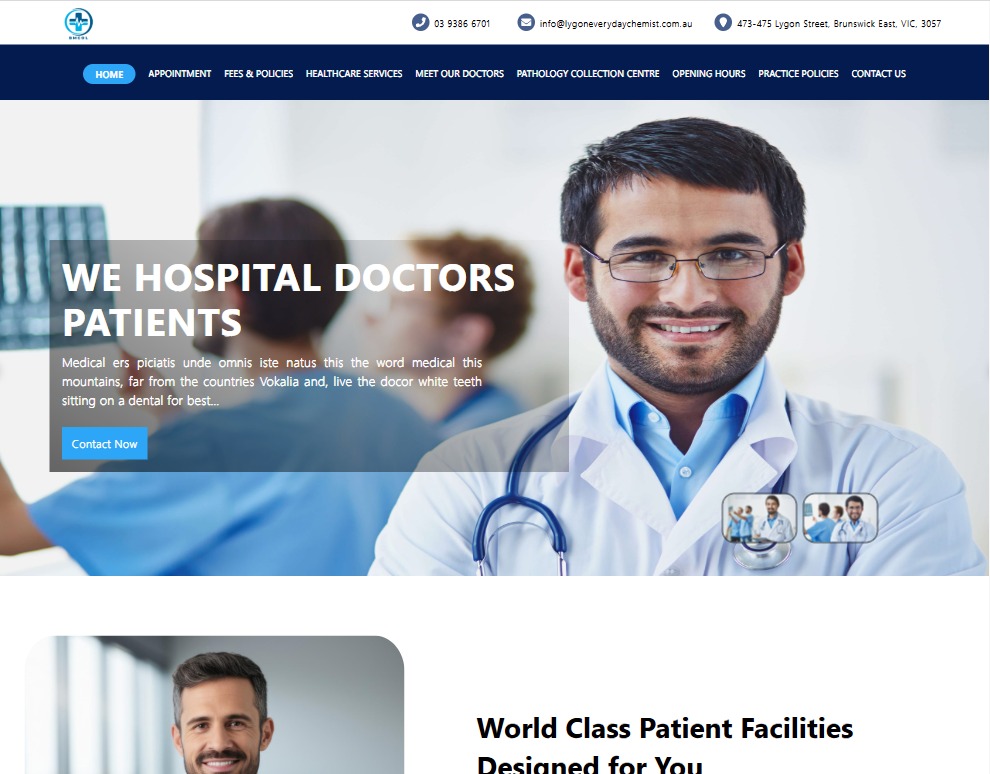 03 9386 6701
info@lygoneverydaychemist.com.au
473-475 Lygon Street, Brunswick East, VIC, 3057
HOME
APPOINTMENT
FEES & POLICIES
HEALTHCARE SERVICES
MEET OUR DOCTORS
PATHOLOGY COLLECTION CENTRE
OPENING HOURS
PRACTICE POLICIES
CONTACT US
WE HOSPITAL DOCTORS
PATIENTS
Medical ers piciatis unde omnis iste natus this the word medical this
mountains, far from the countries Vokalia and, live the docor white teeth
sitting on a dental for best...
Contact Now
World Class Patient Facilities
Designed for You